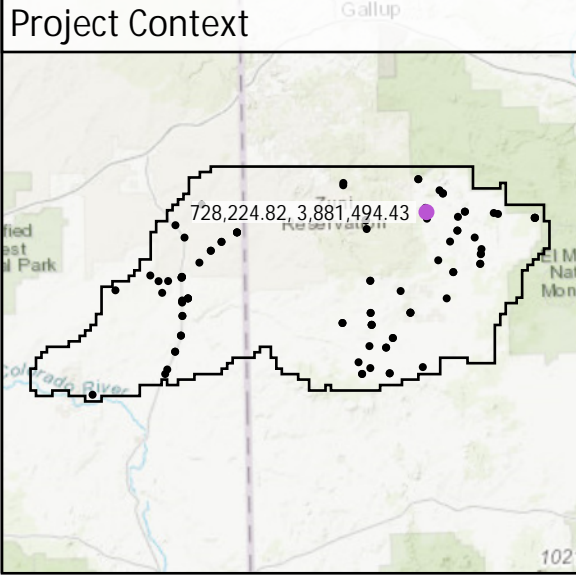 Project Context
Gallup
Zuni
728,224.82, 3,881,494.43
Reservation
fied
est
al Park
El M
Nat
Mon
Colorado River
102